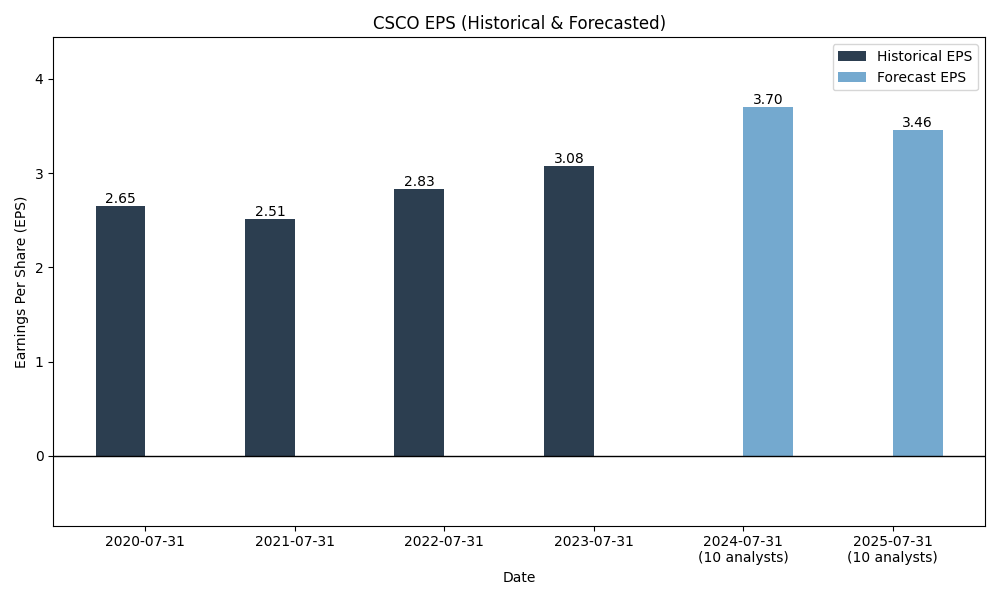 CSCO EPS (Historical & Forecasted)
Historical EPS
Forecast EPS
Earnings Per Share (EPS)
4
3
2
1
0
2.65
2.51
2.83
3.08
3.70
3.46
2020-07-31
2021-07-31
2022-07-31
2023-07-31
2024-07-31
(10 analysts)
2025-07-31
(10 analysts)
Date